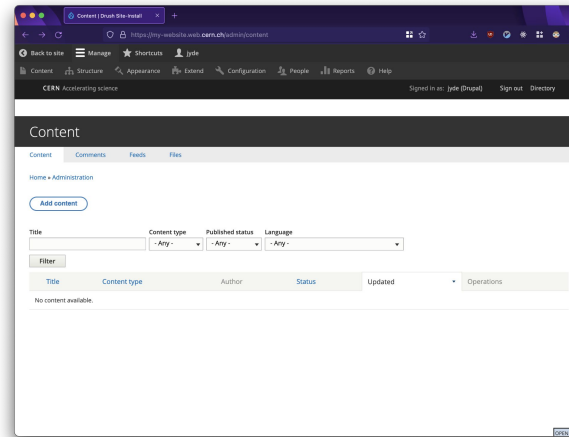 Content | Drush Site-Install
https://my-website.web.cern.ch/admin/content
Back to site Manage Shortcuts jyde
Content Structure Appearance Extend Configuration People Reports Help
CERN Accelerating science Signed in as: jyde (Drupal) Sign out Directory
Content
Content Comments Feeds Files
Home » Administration
Add content
Title Content type Published status Language
- Any - - Any - - Any -
Filter
Title Content type Author Status Updated Operations
No content available.
OPEN